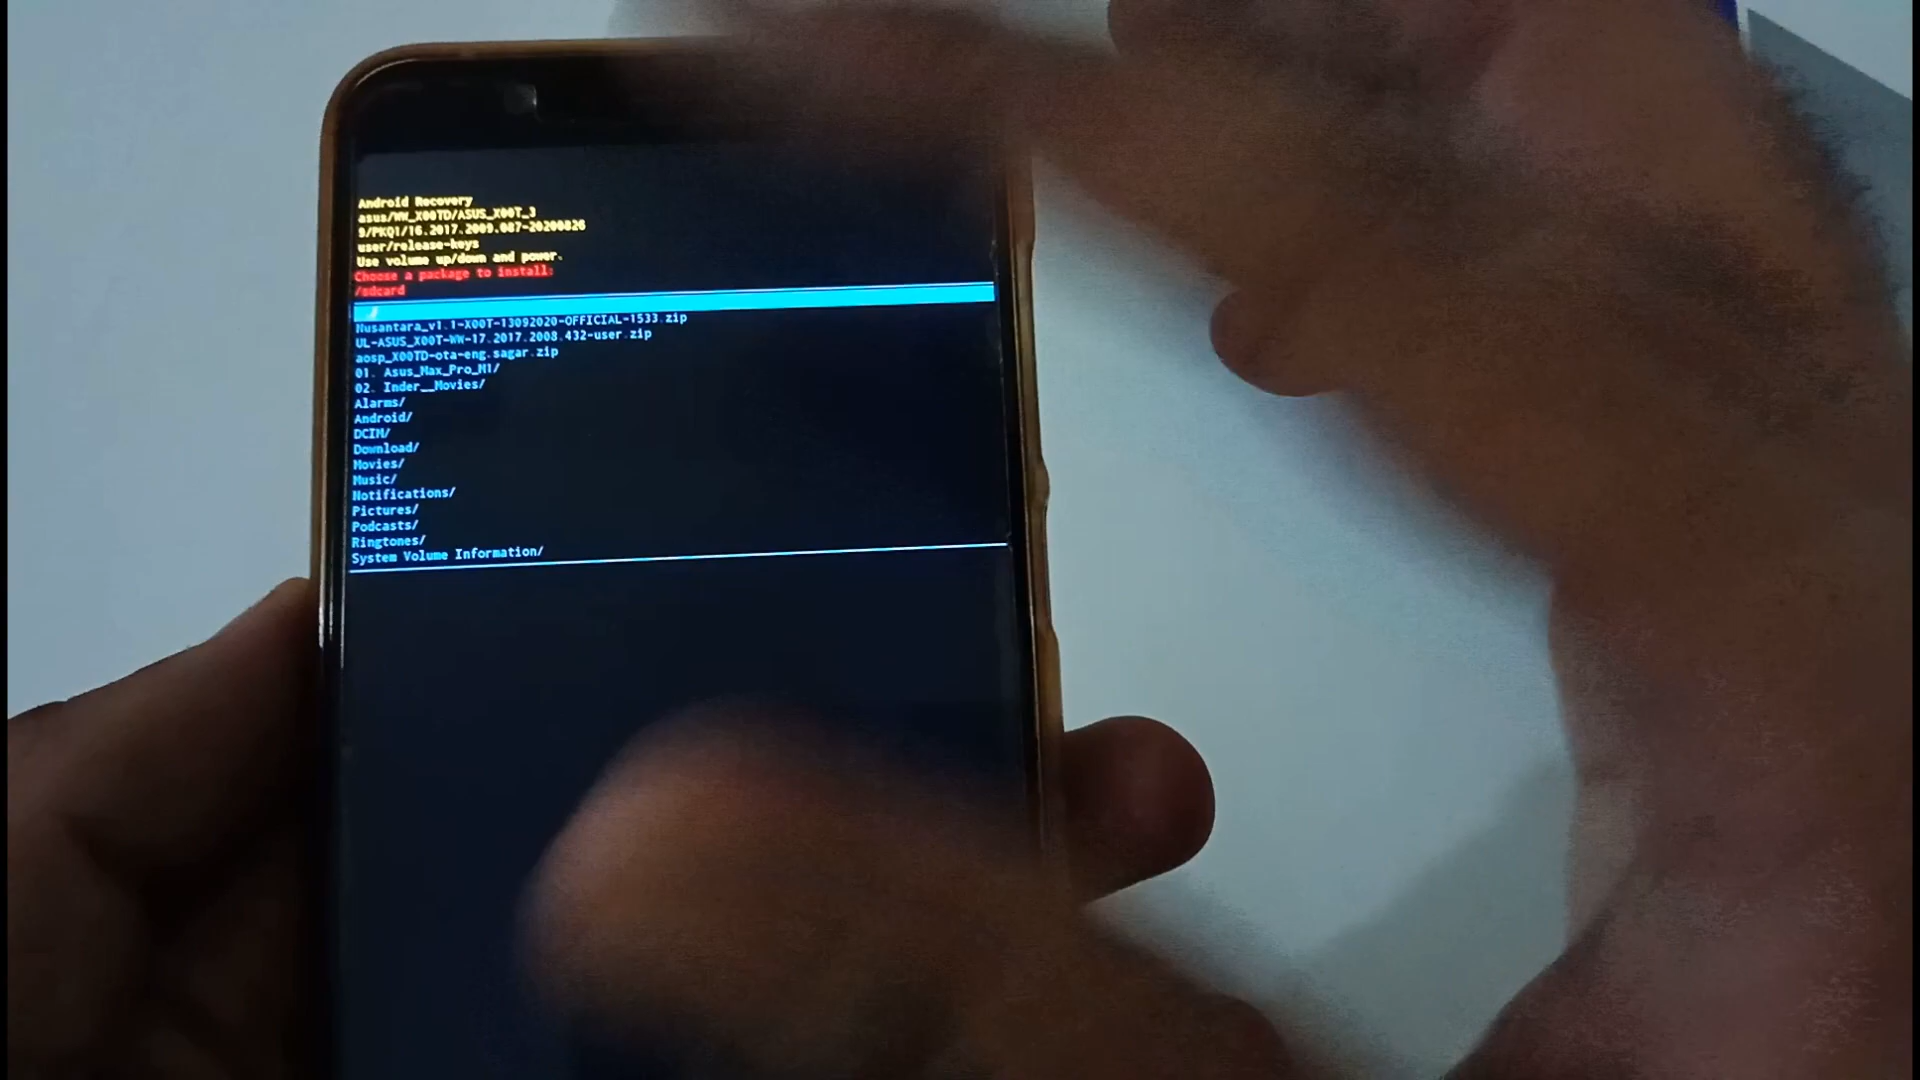 Android Recovery
asus/WW_X00TD/ASUS_X00T_3
9/PKQ1/16.2017.2009.087-20200826
user/release-keys
Use volume up/down and power.
Choose a package to install:
/sdcard
../
Nusantara_v1.1-X00T-13092020-OFFICIAL-1533.zip
UL-ASUS_X00T-WW-17.2017.2008.432-user.zip
aosp_X00TD-ota-eng.sagar.zip
01. Asus_Max_Pro_M1/
02. Inder__Movies/
Alarms/
Android/
DCIM/
Download/
Movies/
Music/
Notifications/
Pictures/
Podcasts/
Ringtones/
System Volume Information/